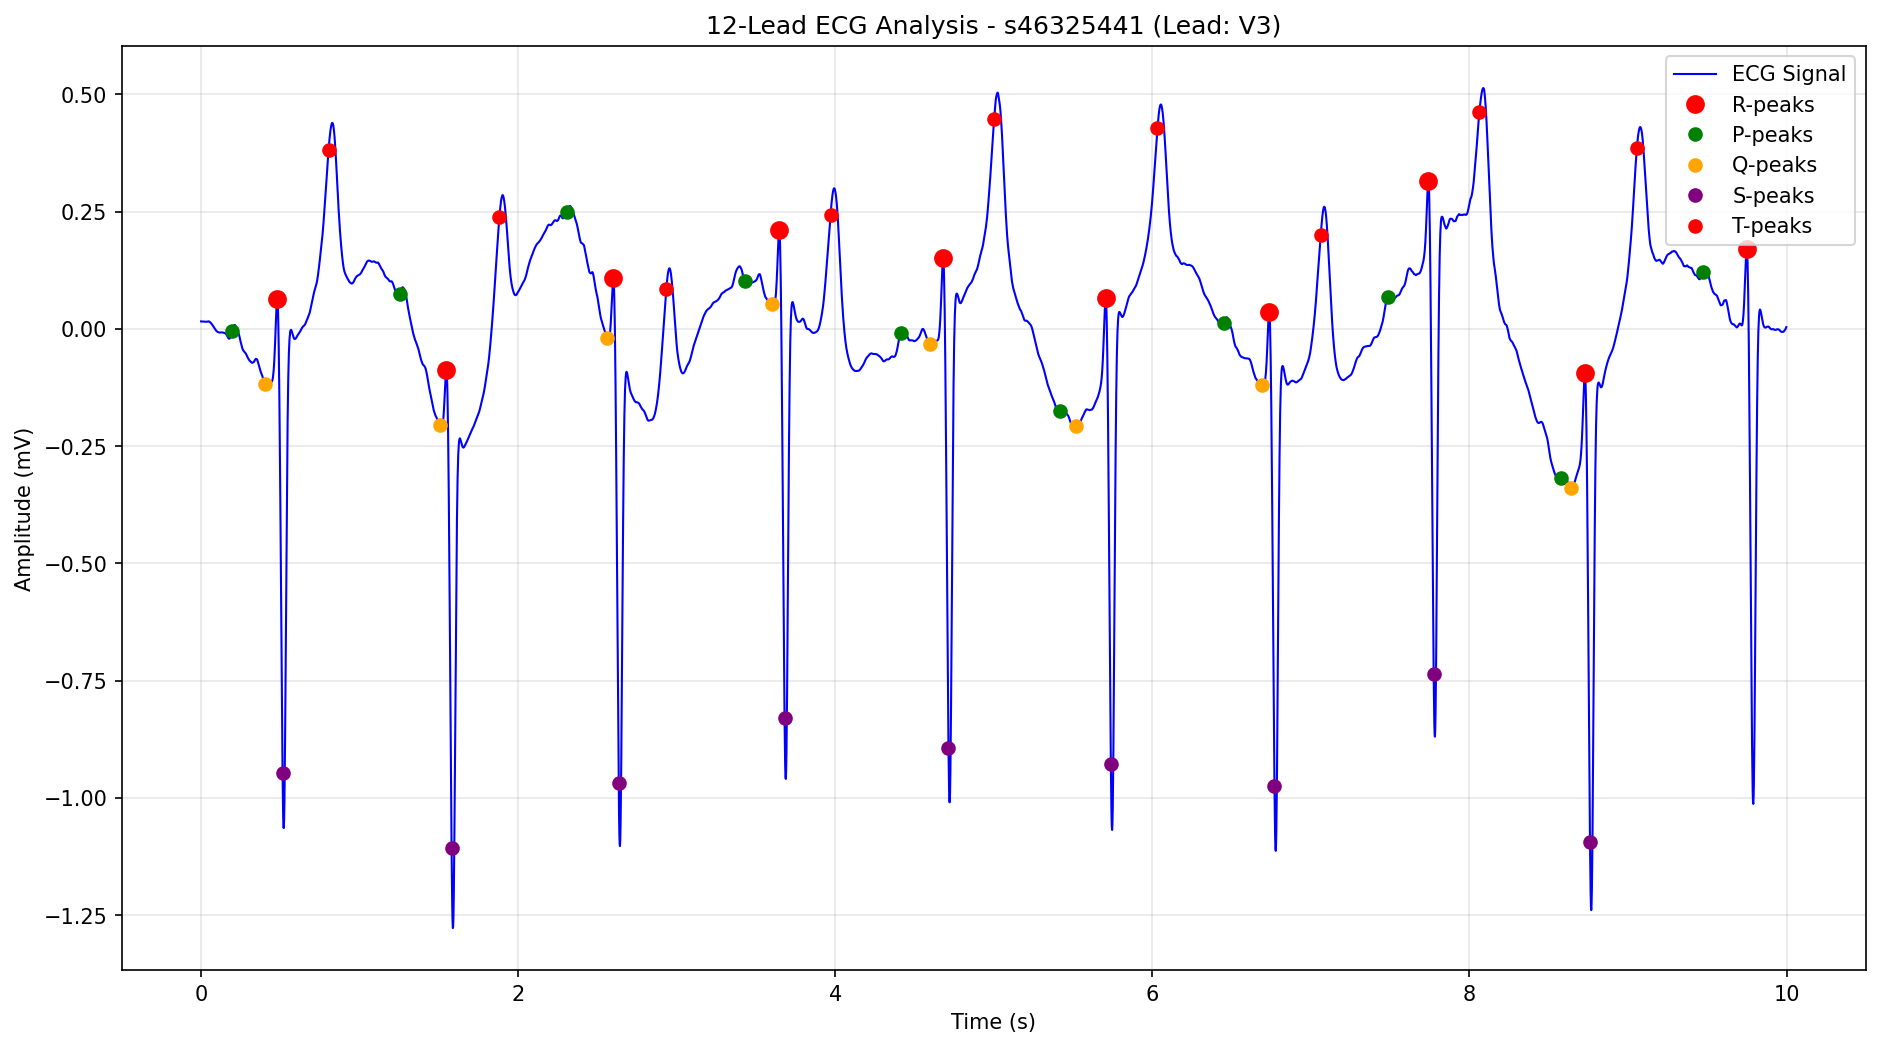 12-Lead ECG Analysis - s46325441 (Lead: V3)
ECG Signal
R-peaks
P-peaks
Q-peaks
S-peaks
T-peaks
Amplitude (mV)
0.50
0.25
0.00
−0.25
−0.50
−0.75
−1.00
−1.25
0 2 4 6 8 10
Time (s)